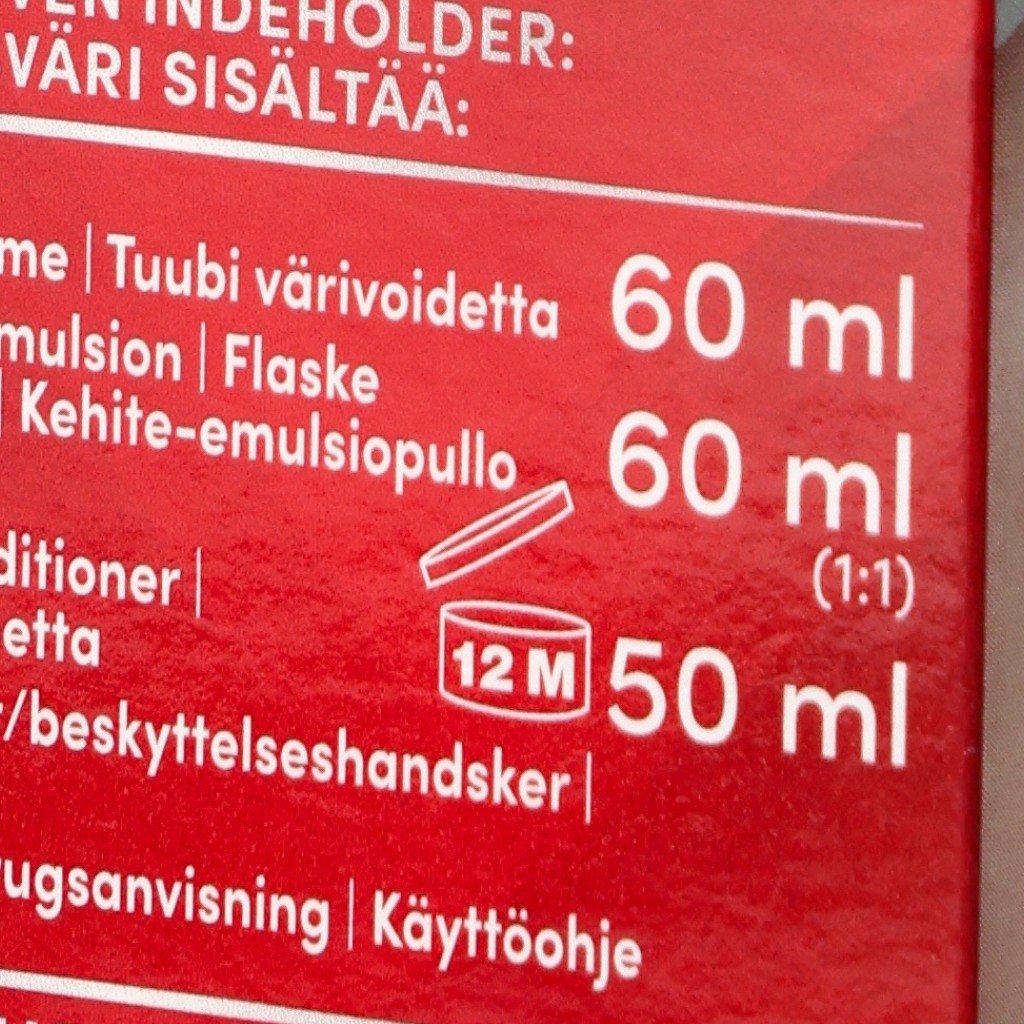 INDEHOLDER:
VÄRI SISÄLTÄÄ:
me | Tuubi värivoidetta 60 ml
mulsion | Flaske
| Kehite-emulsiopullo 60 ml
(1:1)
ditioner |
etta 12 M 50 ml
/beskyttelseshandsker |
ugsanvisning | Käyttöohje